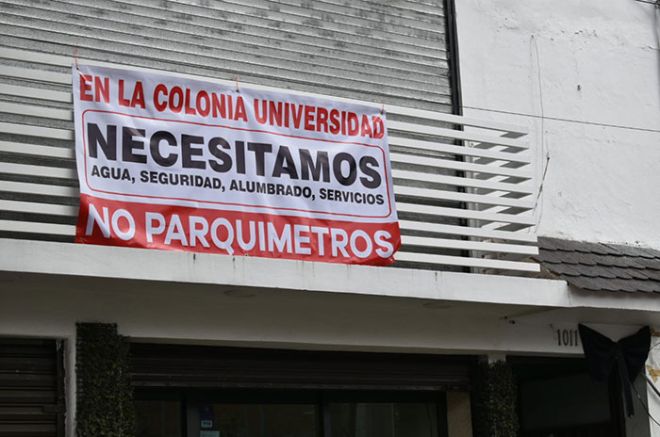 EN LA COLONIA UNIVERSIDAD
NECESITAMOS
AGUA, SEGURIDAD, ALUMBRADO, SERVICIOS
NO PARQUIMETROS
1011